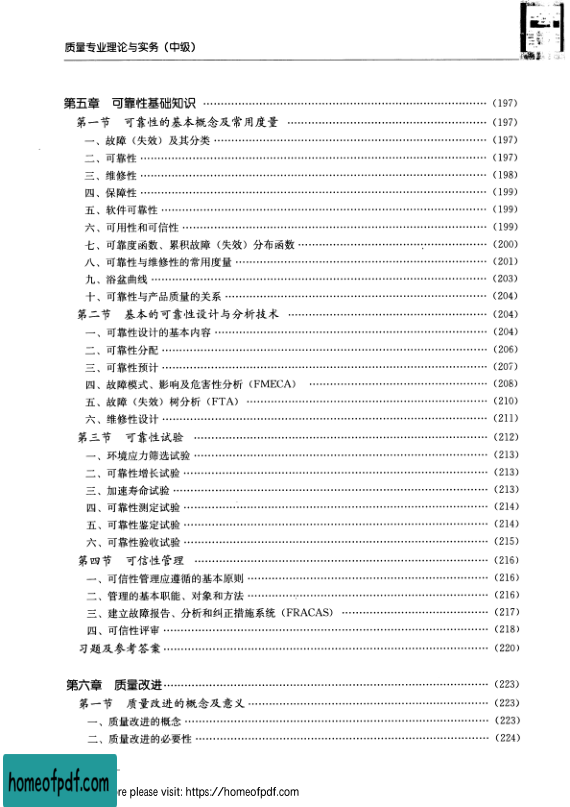 质量专业理论与实务（中级）
第五章 可靠性基础知识 ……（197）
第一节 可靠性的基本概念及常用度量 ……（197）
一、故障（失效）及其分类 ……（197）
二、可靠性 ……（197）
三、维修性 ……（198）
四、保障性 ……（199）
五、软件可靠性 ……（199）
六、可用性和可信性 ……（199）
七、可靠度函数、累积故障（失效）分布函数 ……（200）
八、可靠性与维修性的常用度量 ……（201）
九、浴盆曲线 ……（203）
十、可靠性与产品质量的关系 ……（204）
第二节 基本的可靠性设计与分析技术 ……（204）
一、可靠性设计的基本内容 ……（204）
二、可靠性分配 ……（206）
三、可靠性预计 ……（207）
四、故障模式、影响及危害性分析（FMECA） ……（208）
五、故障（失效）树分析（FTA） ……（210）
六、维修性设计 ……（211）
第三节 可靠性试验 ……（212）
一、环境应力筛选试验 ……（213）
二、可靠性增长试验 ……（213）
三、加速寿命试验 ……（213）
四、可靠性测定试验 ……（214）
五、可靠性鉴定试验 ……（214）
六、可靠性验收试验 ……（215）
第四节 可信性管理 ……（216）
一、可信性管理应遵循的基本原则 ……（216）
二、管理的基本职能、对象和方法 ……（216）
三、建立故障报告、分析和纠正措施系统（FRACAS） ……（217）
四、可信性评审 ……（218）
习题及参考答案 ……（220）
第六章 质量改进 ……（223）
第一节 质量改进的概念及意义 ……（223）
一、质量改进的概念 ……（223）
二、质量改进的必要性 ……（224）
homeofpdf.com
re please visit: https://homeofpdf.com